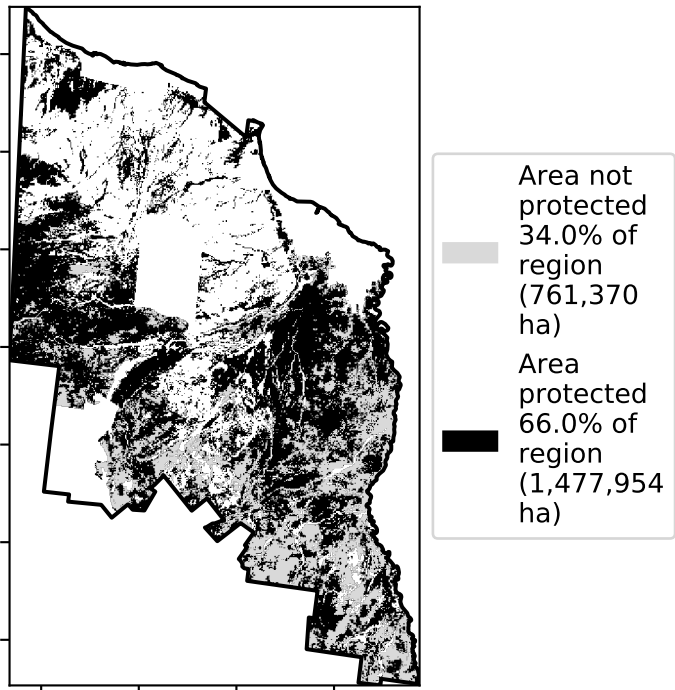 Area not
protected
34.0% of
region
(761,370
ha)
Area
protected
66.0% of
region
(1,477,954
ha)